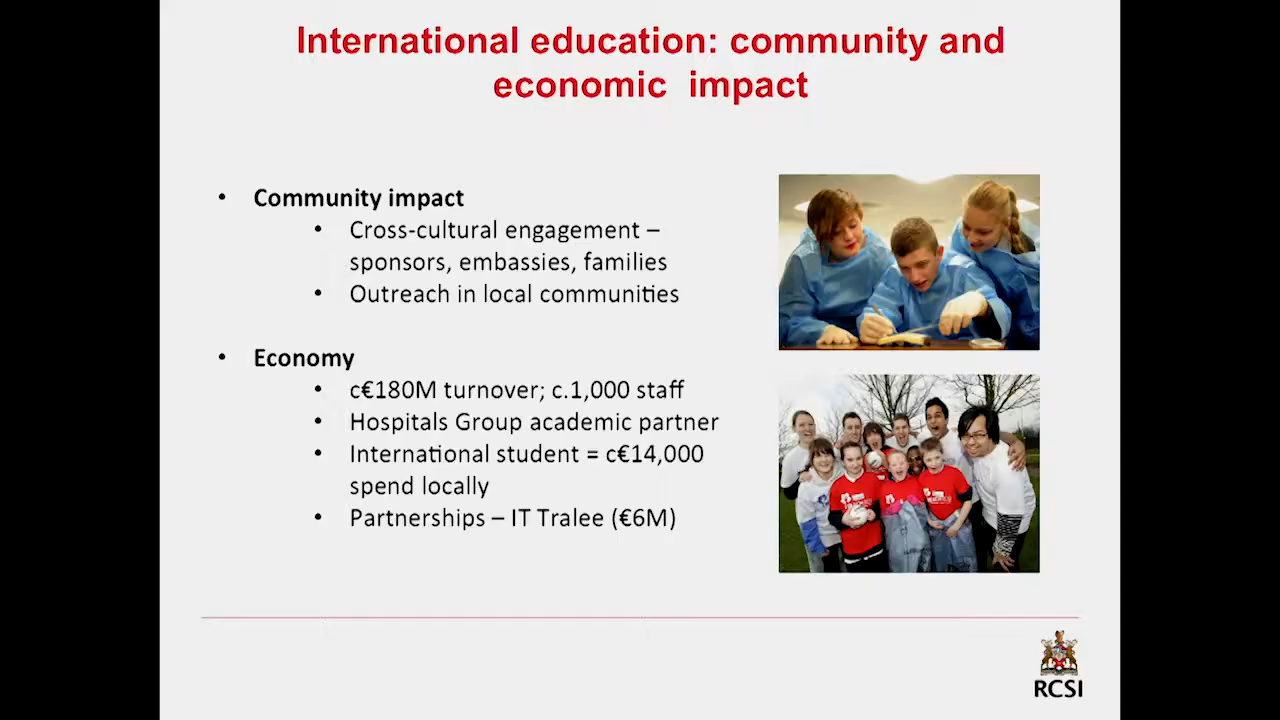 International education: community and
economic impact
• Community impact
• Cross-cultural engagement –
sponsors, embassies, families
• Outreach in local communities
• Economy
• c€180M turnover; c.1,000 staff
• Hospitals Group academic partner
• International student = c€14,000
spend locally
• Partnerships – IT Tralee (€6M)
RCSI